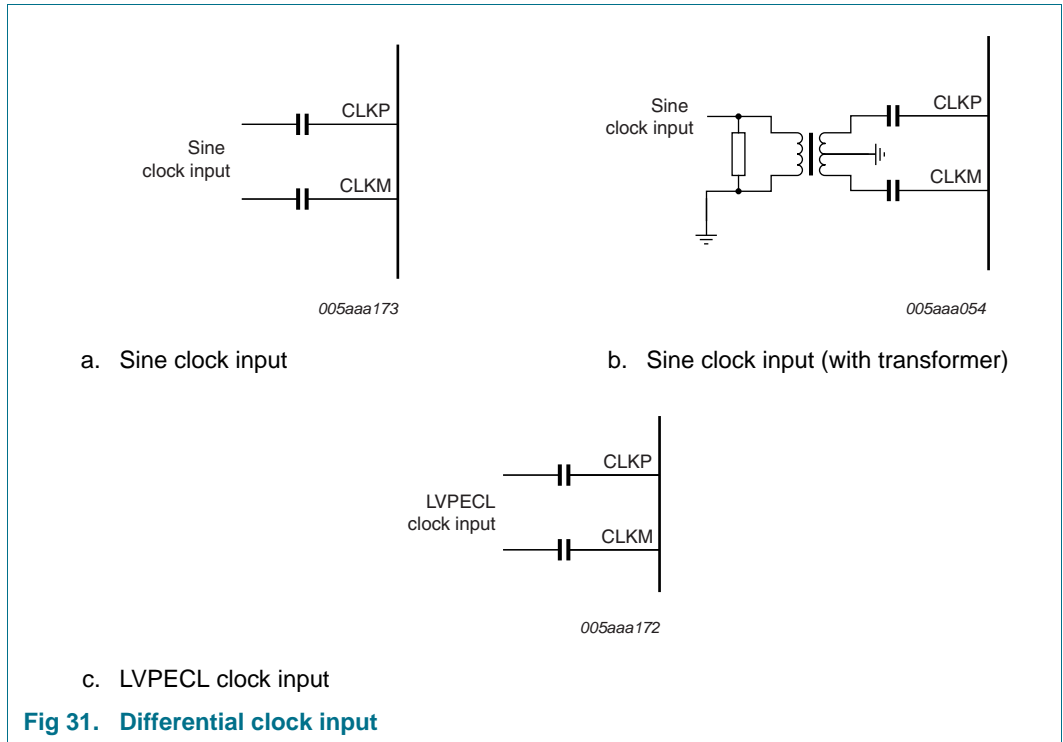 Sine
clock input
CLKP
CLKM
005aaa173
a. Sine clock input
Sine
clock input
CLKP
CLKM
005aaa054
b. Sine clock input (with transformer)
LVPECL
clock input
CLKP
CLKM
005aaa172
c. LVPECL clock input
Fig 31. Differential clock input